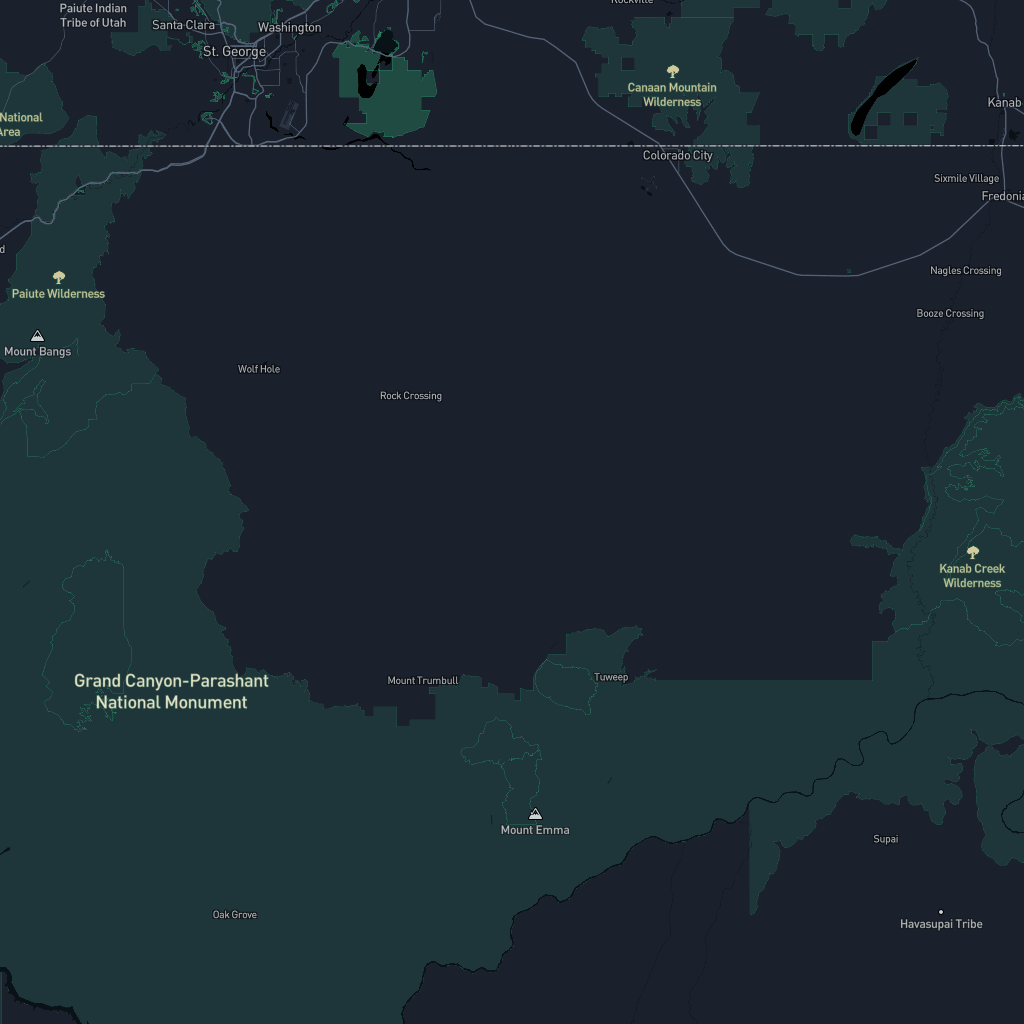 Rockville
Paiute Indian
Tribe of Utah
Santa Clara
Washington
St. George
Canaan Mountain
Wilderness
Kanab
National
Area
Colorado City
Sixmile Village
Fredonia
d
Nagles Crossing
Paiute Wilderness
Booze Crossing
Mount Bangs
Wolf Hole
Rock Crossing
Kanab Creek
Wilderness
Grand Canyon-Parashant
National Monument
Mount Trumbull
Tuweep
Mount Emma
Supai
Oak Grove
Havasupai Tribe